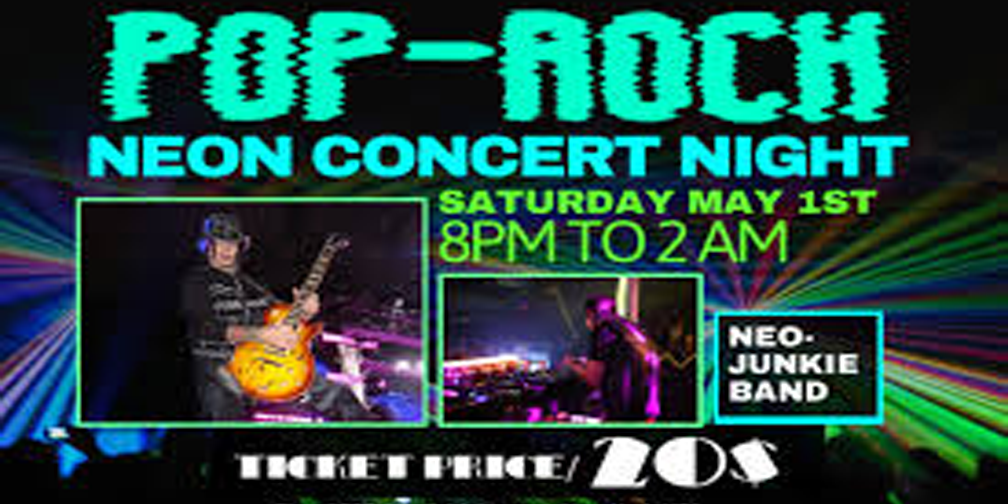 POP-ROCK
NEON CONCERT NIGHT
SATURDAY MAY 1ST
8PM TO 2 AM
NEO-
JUNKIE
BAND
TICKET PRICE/ 20$